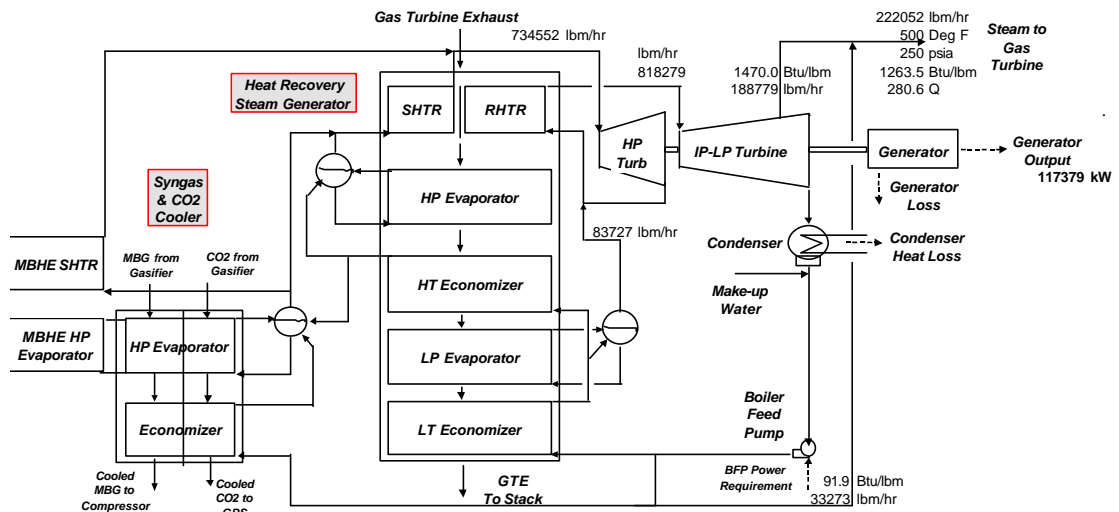 Gas Turbine Exhaust
734552 lbm/hr
lbm/hr
818279
222052 lbm/hr
500 Deg F
250 psia
1263.5 Btu/lbm
280.6 Q
Steam to
Gas
Turbine
1470.0 Btu/lbm
188779 lbm/hr
Heat Recovery
Steam Generator
SHTR
RHTR
HP
Turb
IP-LP Turbine
Generator
Generator
Output
117379 kW
Generator
Loss
Syngas
& CO2
Cooler
HP Evaporator
83727 lbm/hr
Condenser
Condenser
Heat Loss
MBHE SHTR
MBG from
Gasifier
CO2 from
Gasifier
HT Economizer
Make-up
Water
MBHE HP
Evaporator
HP Evaporator
LP Evaporator
Economizer
LT Economizer
Boiler
Feed
Pump
BFP Power
Requirement
91.9 Btu/lbm
33273 lbm/hr
Cooled
MBG to
Compressor
Cooled
CO2 to
GPS
GTE
To Stack